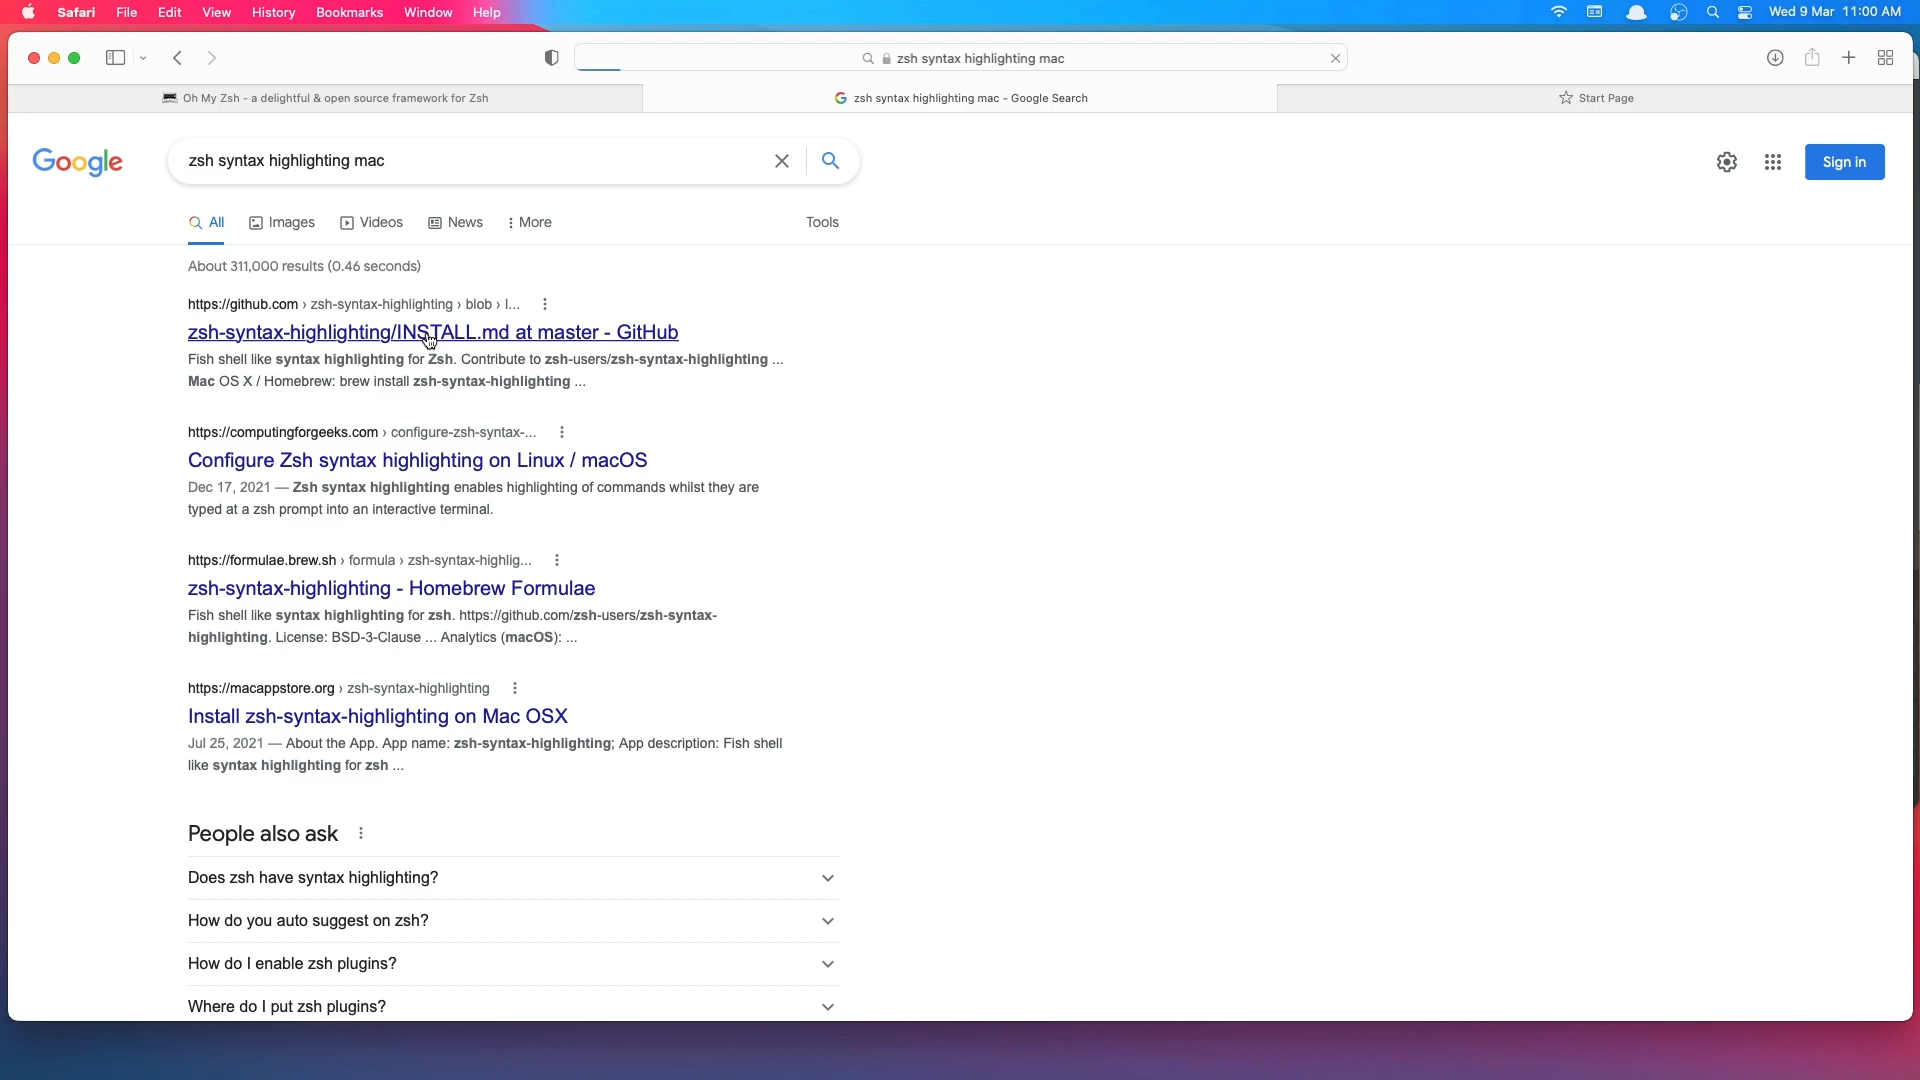 Safari File Edit View History Bookmarks Window Help Wed 9 Mar 11:00 AM
zsh syntax highlighting mac
Oh My Zsh - a delightful & open source framework for Zsh
zsh syntax highlighting mac - Google Search
Start Page
Google
zsh syntax highlighting mac
Sign in
All Images Videos News More Tools
About 311,000 results (0.46 seconds)
https://github.com › zsh-syntax-highlighting › blob › I...
zsh-syntax-highlighting/INSTALL.md at master - GitHub
Fish shell like syntax highlighting for Zsh. Contribute to zsh-users/zsh-syntax-highlighting ...
Mac OS X / Homebrew: brew install zsh-syntax-highlighting ...
https://computingforgeeks.com › configure-zsh-syntax-...
Configure Zsh syntax highlighting on Linux / macOS
Dec 17, 2021 — Zsh syntax highlighting enables highlighting of commands whilst they are
typed at a zsh prompt into an interactive terminal.
https://formulae.brew.sh › formula › zsh-syntax-highlig...
zsh-syntax-highlighting - Homebrew Formulae
Fish shell like syntax highlighting for zsh. https://github.com/zsh-users/zsh-syntax-
highlighting. License: BSD-3-Clause ... Analytics (macOS): ...
https://macappstore.org › zsh-syntax-highlighting
Install zsh-syntax-highlighting on Mac OSX
Jul 25, 2021 — About the App. App name: zsh-syntax-highlighting; App description: Fish shell
like syntax highlighting for zsh ...
People also ask
Does zsh have syntax highlighting?
How do you auto suggest on zsh?
How do I enable zsh plugins?
Where do I put zsh plugins?